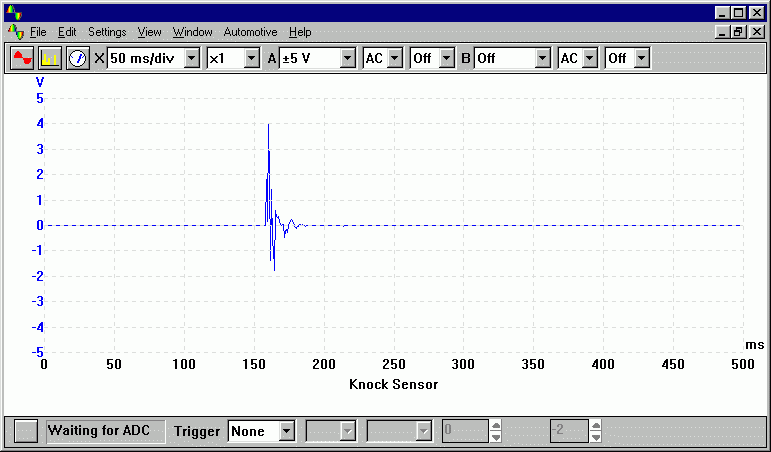 File Edit Settings View Window Automotive Help
X 50 ms/div x1 A ±5 V AC Off B Off AC Off
V
5
4
3
2
1
0
-1
-2
-3
-4
-5
ms
0 50 100 150 200 250 300 350 400 450 500
Knock Sensor
Waiting for ADC Trigger None 0 -2